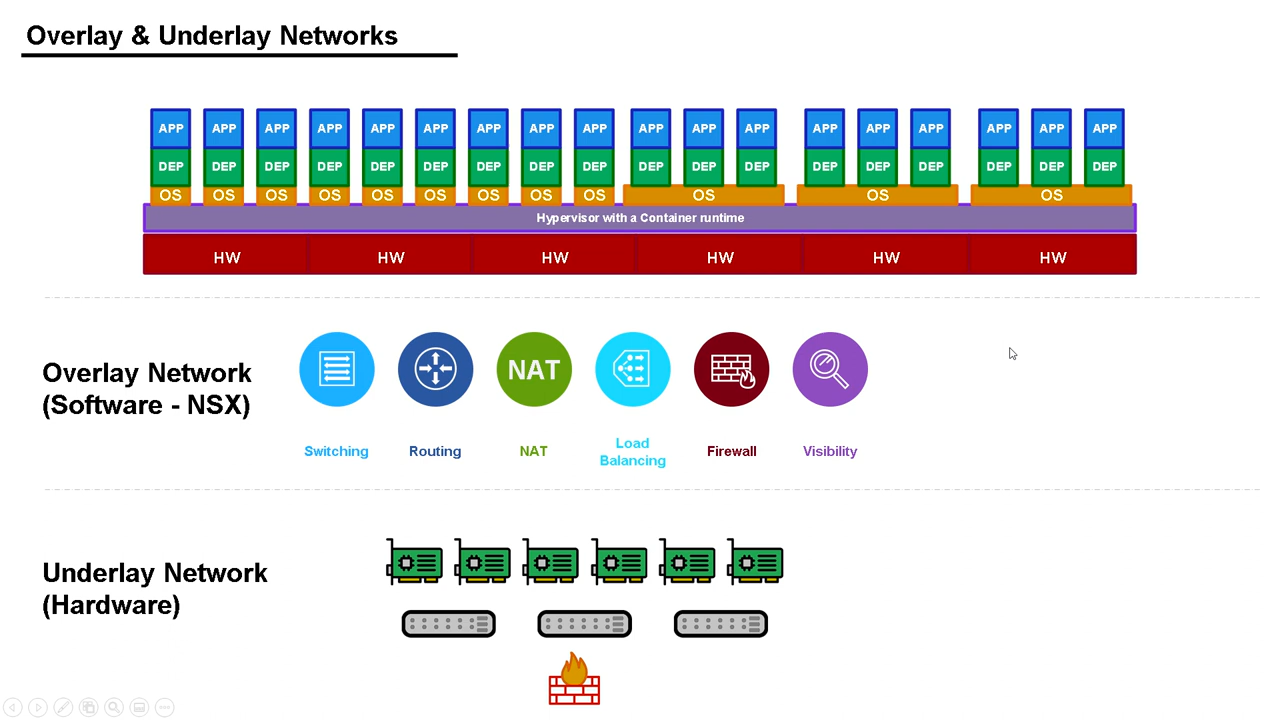 Overlay & Underlay Networks
APP APP APP APP APP APP APP APP APP APP APP APP APP APP APP APP APP APP
DEP DEP DEP DEP DEP DEP DEP DEP DEP DEP DEP DEP DEP DEP DEP DEP DEP DEP
OS OS OS OS OS OS OS OS OS OS OS OS
Hypervisor with a Container runtime
HW HW HW HW HW HW
Overlay Network
(Software - NSX)
NAT
Switching Routing NAT Load Balancing Firewall Visibility
Underlay Network
(Hardware)